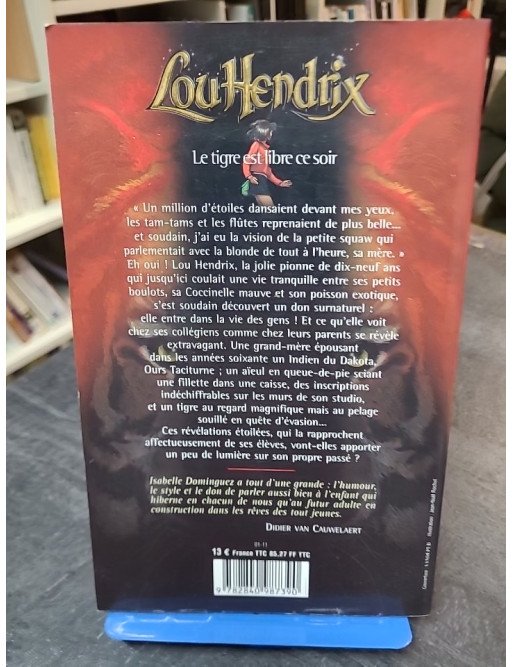 Lou Hendrix
Le tigre est libre ce soir
« Un million d'étoiles dansaient devant mes yeux,
les tam-tams et les flûtes reprenaient de plus belle...
et soudain, j'ai eu la vision de la petite squaw qui
parlementait avec la blonde de tout à l'heure, sa mère. »
Eh oui ! Lou Hendrix, la jolie pionne de dix-neuf ans
qui jusqu'ici coulait une vie tranquille entre ses petits
boulots, sa Coccinelle mauve et son poisson exotique,
s'est soudain découvert un don surnaturel :
elle entre dans la vie des gens ! Et ce qu'elle voit
chez ses collégiens comme chez leurs parents se révèle
extravagant. Une grand-mère épousant
dans les années soixante un Indien du Dakota,
Ours Taciturne ; un aïeul en queue-de-pie sciant
une fillette dans une caisse, des inscriptions
indéchiffrables sur les murs de son studio,
et un tigre au regard magnifique mais au pelage
souillé en quête d'évasion...
Ces révélations étoilées, qui la rapprochent
affectueusement de ses élèves, vont-elles apporter
un peu de lumière sur son propre passé ?
Isabelle Dominguez a tout d'une grande : l'humour,
le style et le don de parler aussi bien à l'enfant qui
hiberne en chacun de nous qu'au futur adulte en
construction dans les rêves des tout jeunes.
DIDIER VAN CAUWELAERT
01-11
13 € France TTC 85,27 FF TTC
9 782840 987390